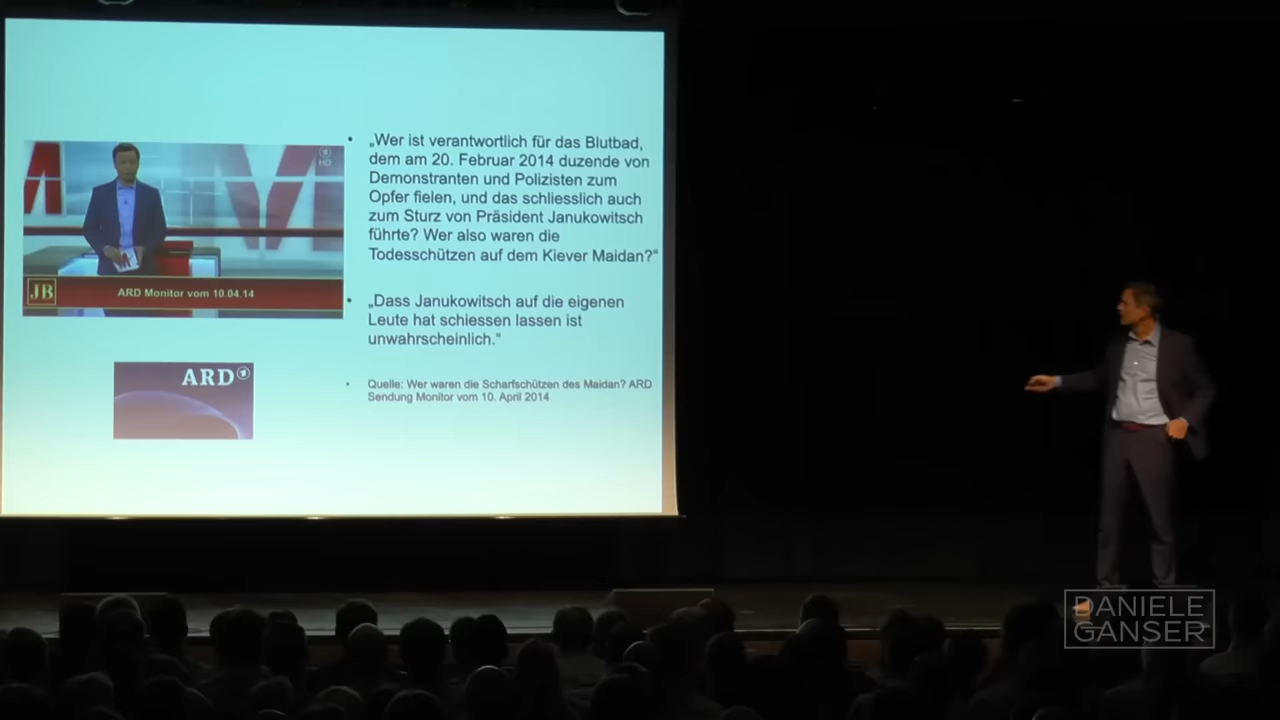 „Wer ist verantwortlich für das Blutbad,
dem am 20. Februar 2014 duzende von
Demonstranten und Polizisten zum
Opfer fielen, und das schliesslich auch
zum Sturz von Präsident Janukowitsch
führte? Wer also waren die
Todesschützen auf dem Kiever Maidan?“
HD
JB
ARD Monitor vom 10.04.14
„Dass Janukowitsch auf die eigenen
Leute hat schiessen lassen ist
unwahrscheinlich.“
ARD
Quelle: Wer waren die Scharfschützen des Maidan? ARD
Sendung Monitor vom 10. April 2014
DANIELE
GANSER